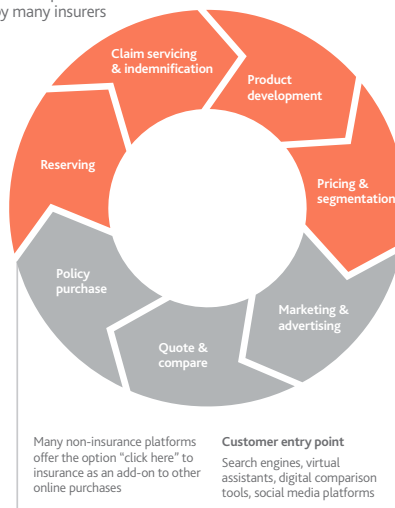 by many insurers
Claim servicing
& indemnification
Product
development
Reserving
Pricing &
segmentation
Policy
purchase
Marketing &
advertising
Quote &
compare
Many non-insurance platforms
offer the option "click here" to
insurance as an add-on to other
online purchases
Customer entry point
Search engines, virtual
assistants, digital comparison
tools, social media platforms